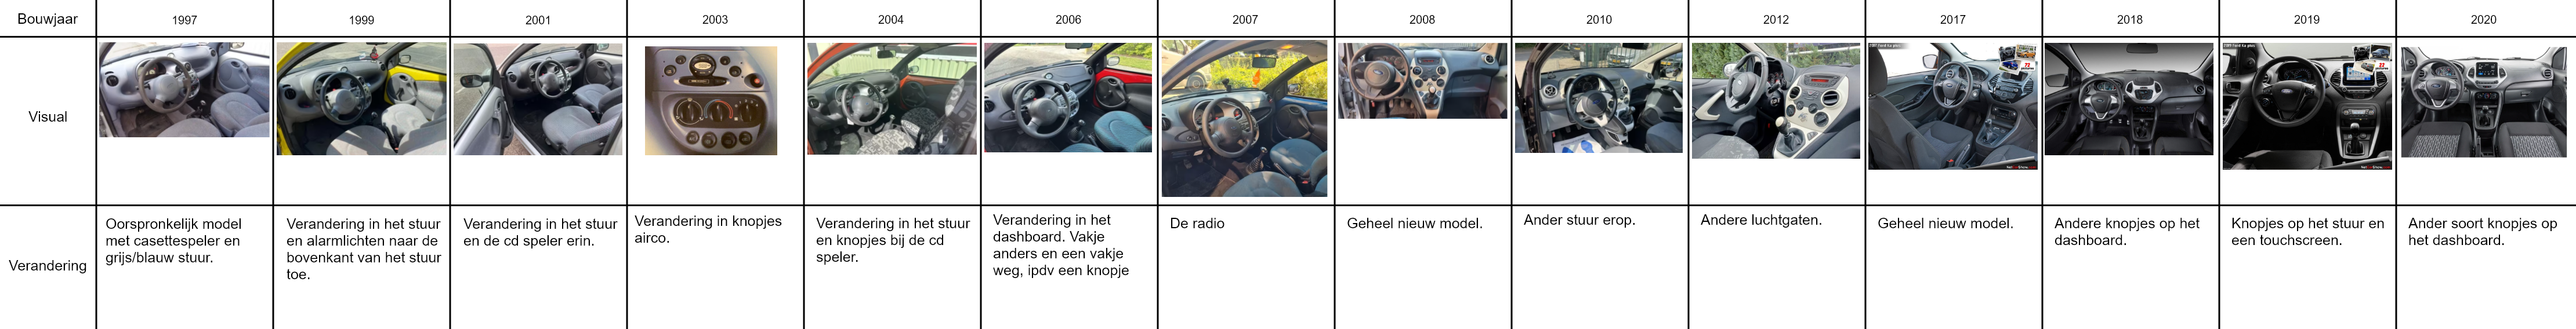 Bouwjaar
1997
1999
2001
2003
2004
2006
2007
2008
2010
2012
2017
2018
2019
2020
Visual
Verandering
Oorspronkelijk model
met casettespeler en
grijs/blauw stuur.
Verandering in het stuur
en alarmlichten naar de
bovenkant van het stuur
toe.
Verandering in het stuur
en de cd speler erin.
Verandering in knopjes
airco.
Verandering in het stuur
en knopjes bij de cd
speler.
Verandering in het
dashboard. Vakje
anders en een vakje
weg, ipdv een knopje
De radio
Geheel nieuw model.
Ander stuur erop.
Andere luchtgaten.
Geheel nieuw model.
Andere knopjes op het
dashboard.
Knopjes op het stuur en
een touchscreen.
Ander soort knopjes op
het dashboard.